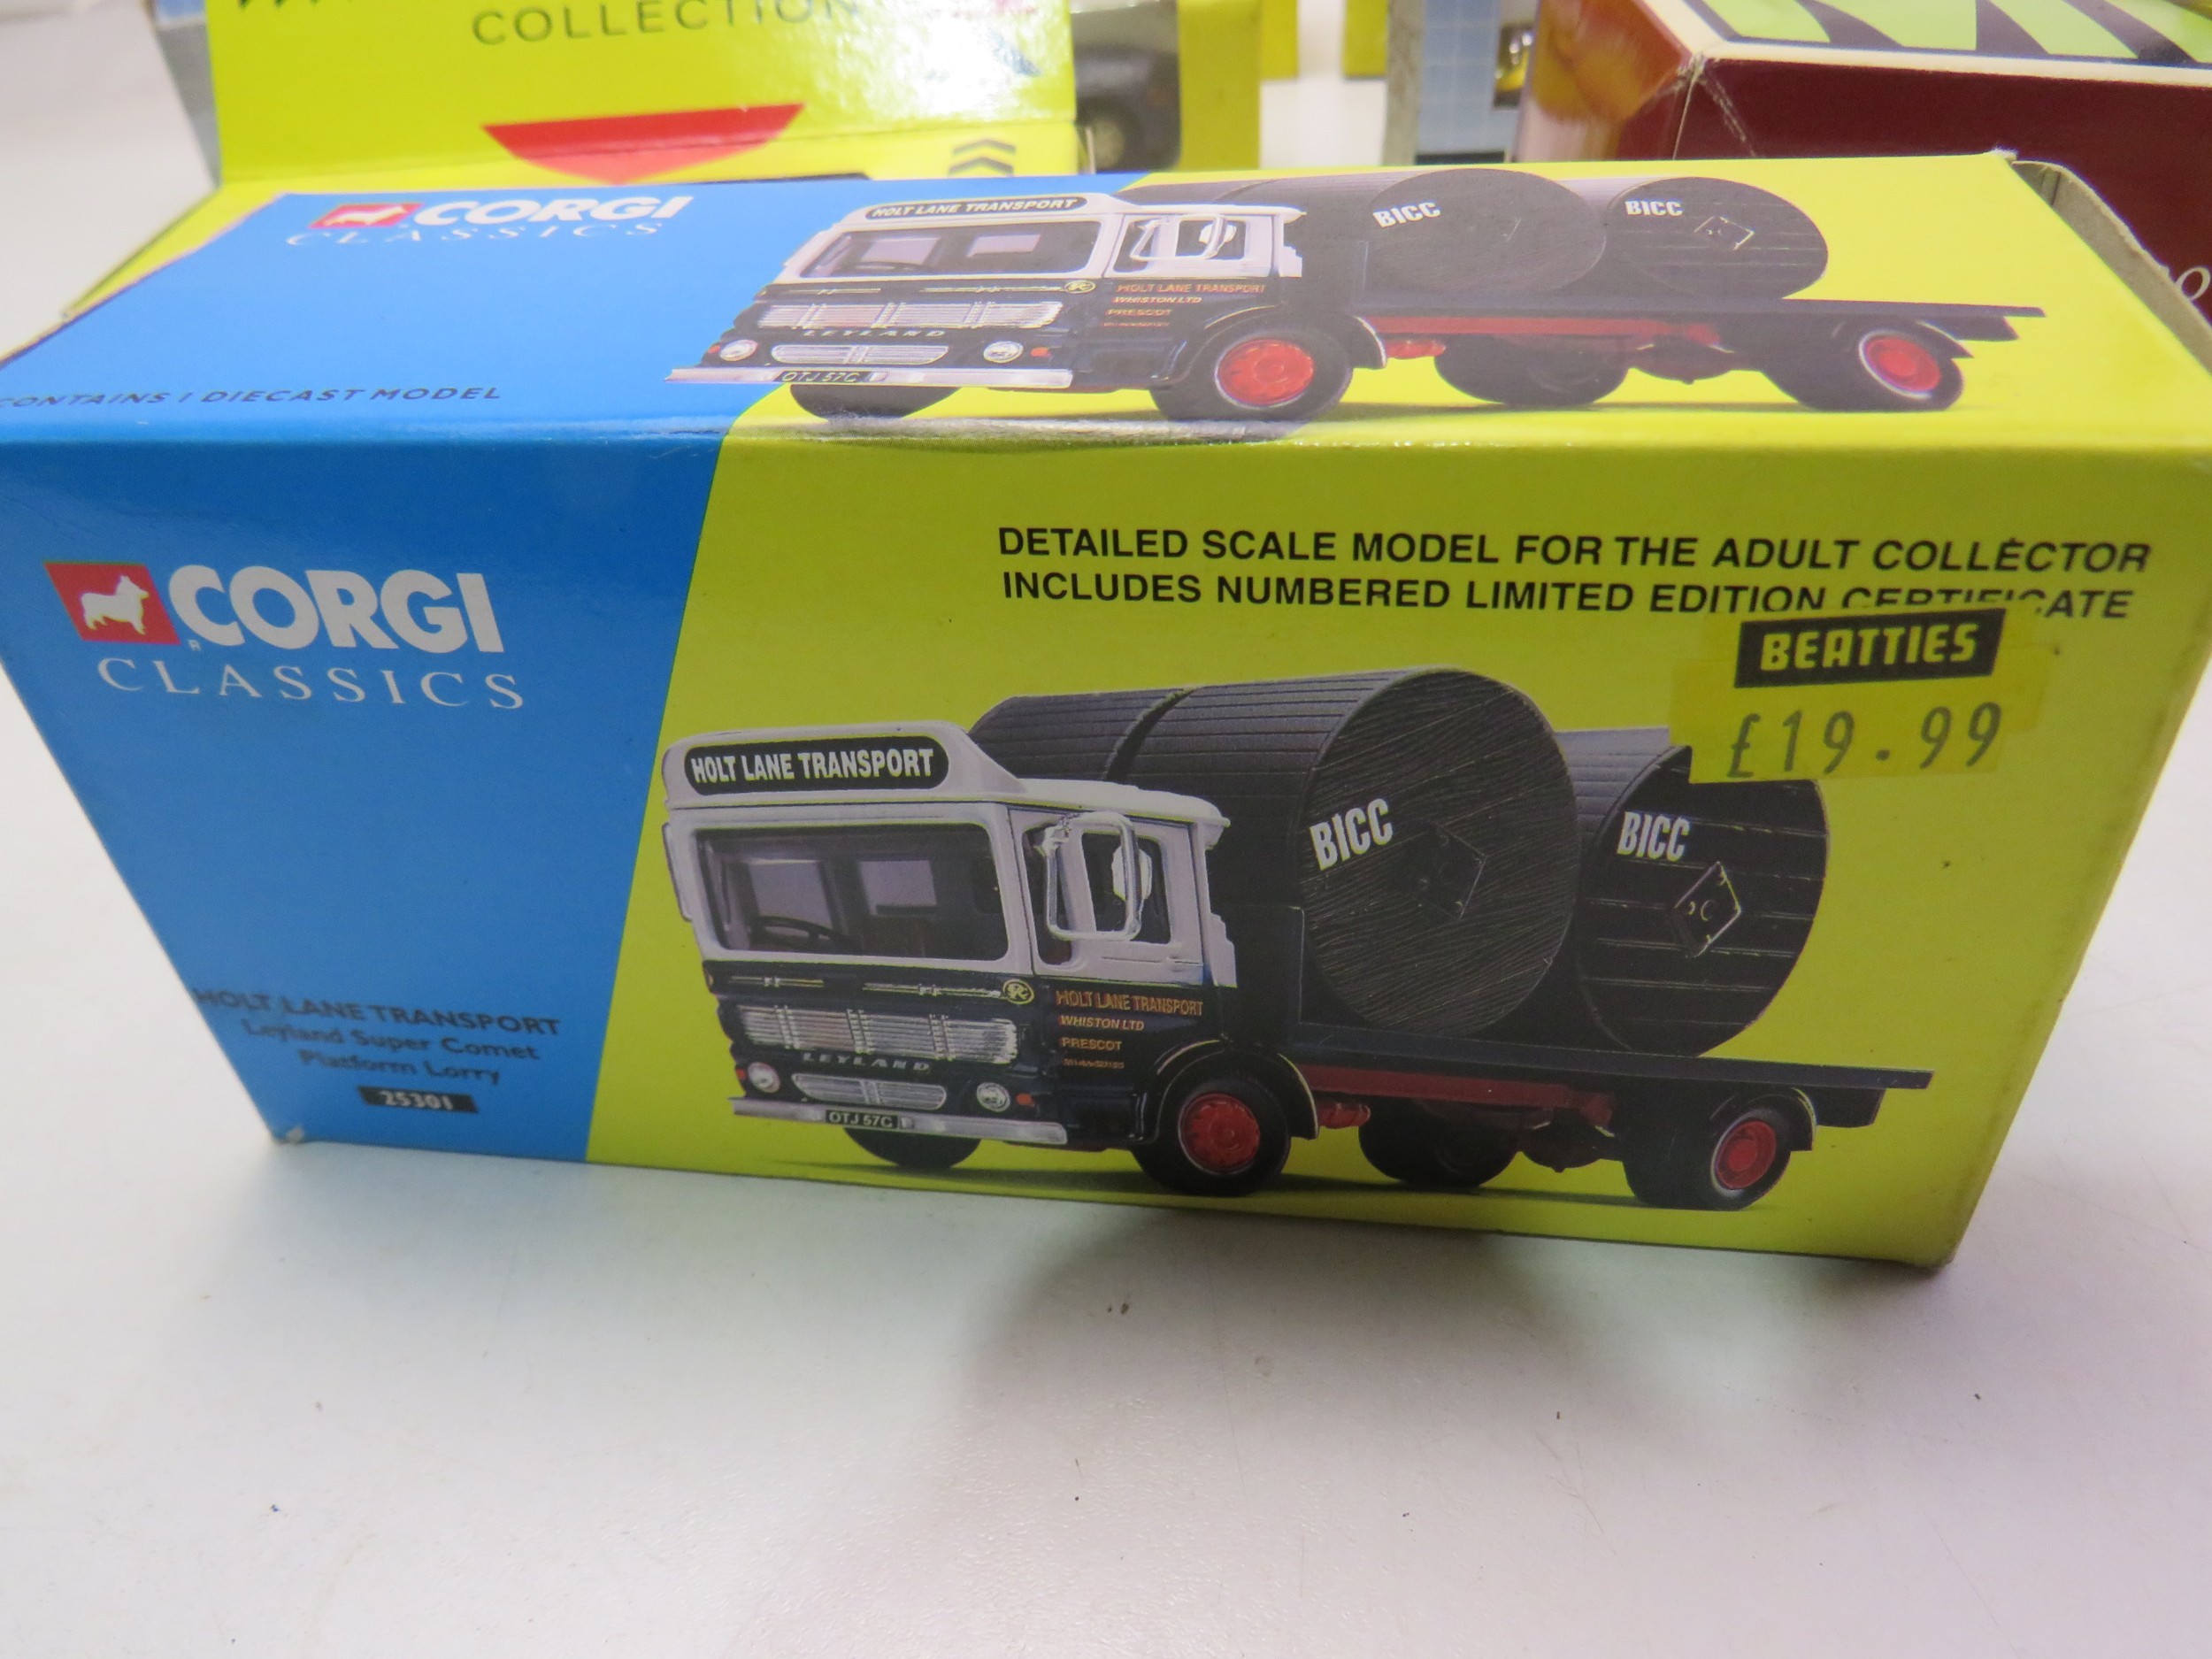 COLLECTION
CORGI
CLASSICS
CONTAINS 1 DIECAST MODEL
HOLT LANE TRANSPORT
BICC
BICC
HOLT LANE TRANSPORT
WHISTON LTD
PRESCOT
LEYLAND
OTJ 57C
CORGI
CLASSICS
HOLT LANE TRANSPORT
Leyland Super Comet
Platform Lorry
25301
DETAILED SCALE MODEL FOR THE ADULT COLLECTOR
INCLUDES NUMBERED LIMITED EDITION CERTIFICATE
BEATTIES
£19.99
HOLT LANE TRANSPORT
BICC
BICC
HOLT LANE TRANSPORT
WHISTON LTD
PRESCOT
LEYLAND
OTJ 57C